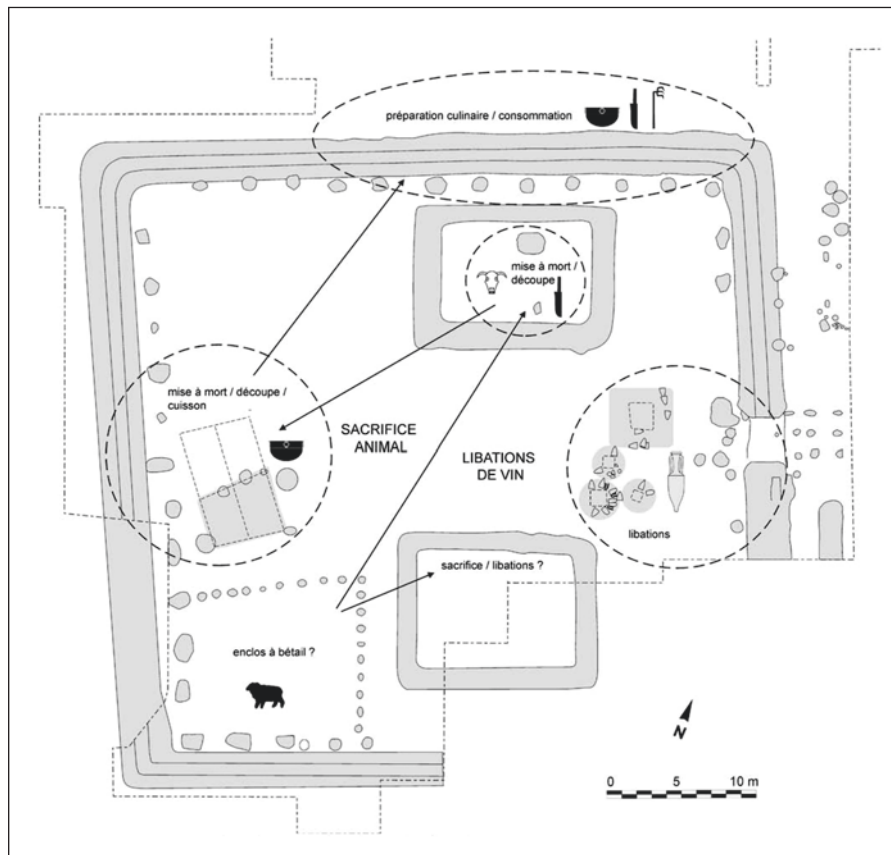 préparation culinaire / consommation
mise à mort /
découpe
mise à mort / découpe /
cuisson
SACRIFICE
ANIMAL
LIBATIONS
DE VIN
libations
sacrifice / libations ?
enclos à bétail ?
N
0 5 10 m